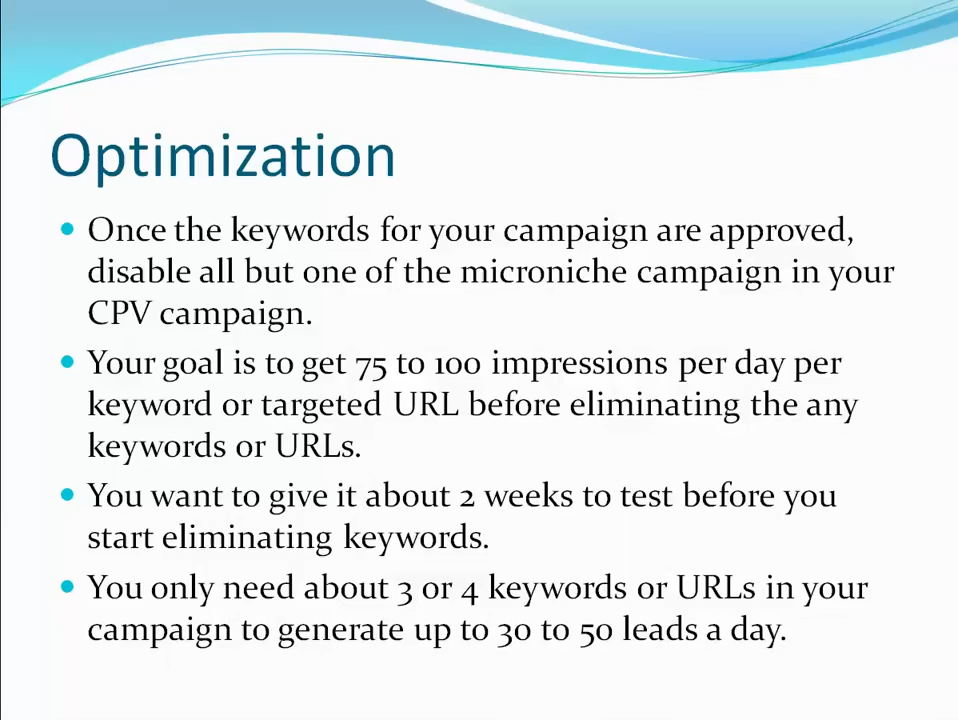 Optimization
• Once the keywords for your campaign are approved,
disable all but one of the microniche campaign in your
CPV campaign.
• Your goal is to get 75 to 100 impressions per day per
keyword or targeted URL before eliminating the any
keywords or URLs.
• You want to give it about 2 weeks to test before you
start eliminating keywords.
• You only need about 3 or 4 keywords or URLs in your
campaign to generate up to 30 to 50 leads a day.